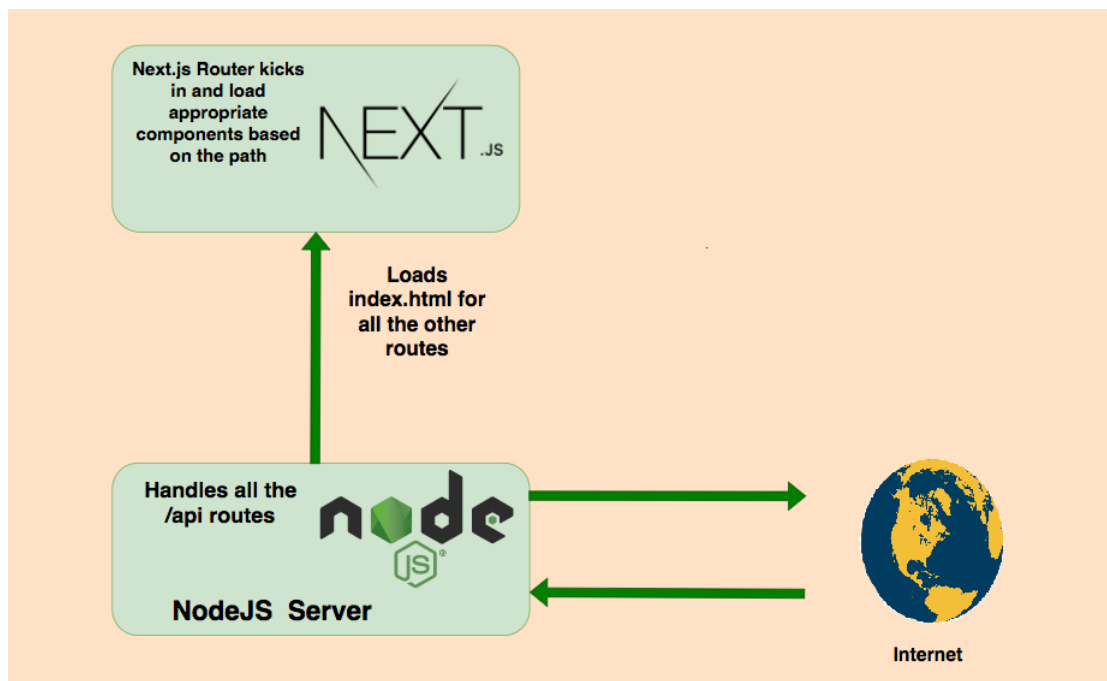 Next.js Router kicks
in and load
appropriate
components based
on the path
NEXT.JS
Loads
index.html for
all the other
routes
Handles all the
/api routes
node
JS®
NodeJS Server
Internet